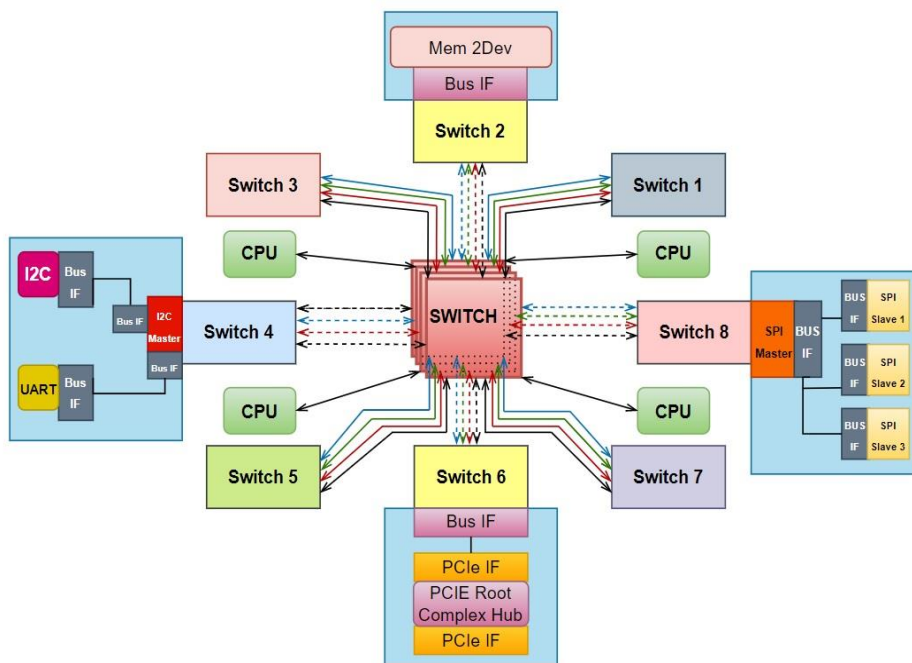 Mem 2Dev
Bus IF
Switch 2
Switch 3
Switch 1
CPU
CPU
I2C
Bus
IF
Bus IF
I2C
Master
Bus IF
UART
Bus
IF
Switch 4
SWITCH
Switch 8
SPI
Master
BUS
IF
BUS
IF
SPI
Slave 1
BUS
IF
SPI
Slave 2
BUS
IF
SPI
Slave 3
CPU
CPU
Switch 5
Switch 6
Switch 7
Bus IF
PCIe IF
PCIE Root
Complex Hub
PCIe IF